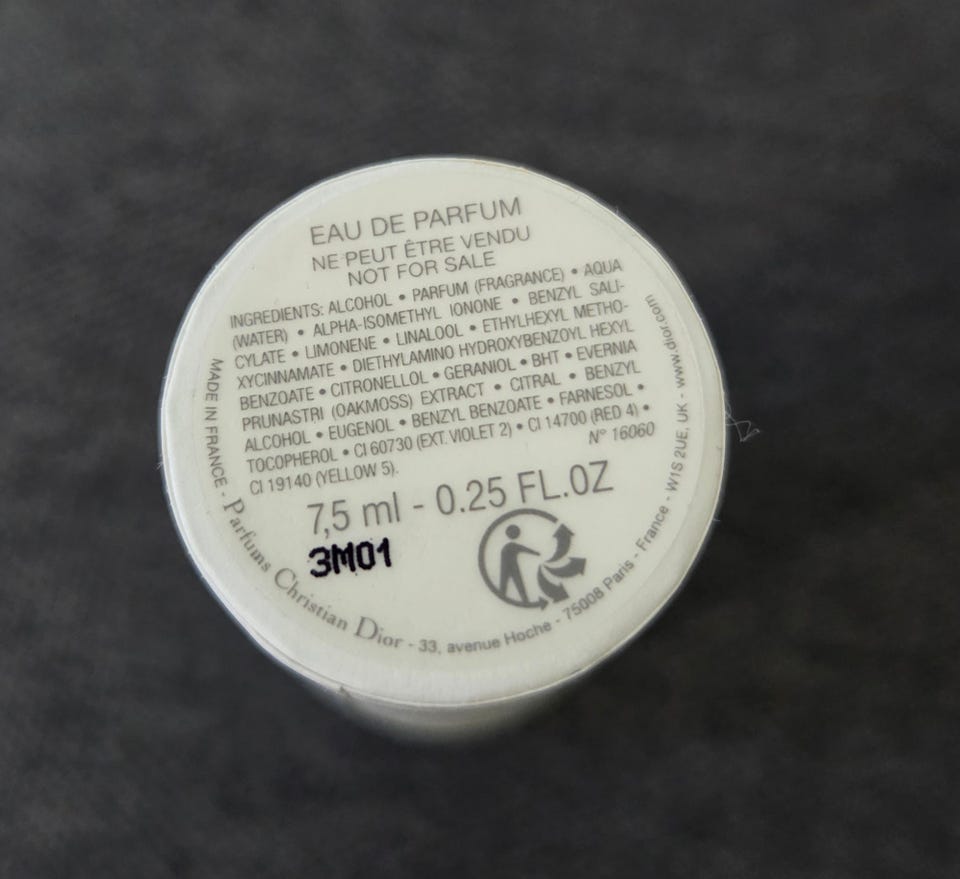 EAU DE PARFUM
NE PEUT ÊTRE VENDU
NOT FOR SALE
INGREDIENTS: ALCOHOL • PARFUM (FRAGRANCE) • AQUA
(WATER) • ALPHA-ISOMETHYL IONONE • BENZYL SALI-
CYLATE • LIMONENE • LINALOOL • ETHYLHEXYL METHO-
XYCINNAMATE • DIETHYLAMINO HYDROXYBENZOYL HEXYL
BENZOATE • CITRONELLOL • GERANIOL • BHT • EVERNIA
PRUNASTRI (OAKMOSS) EXTRACT • CITRAL • BENZYL
ALCOHOL • EUGENOL • BENZYL BENZOATE • FARNESOL •
TOCOPHEROL • CI 60730 (EXT. VIOLET 2) • CI 14700 (RED 4) •
CI 19140 (YELLOW 5).
N° 16060
7,5 ml - 0.25 FL.OZ
3M01
MADE IN FRANCE - Parfums Christian Dior - 33, avenue Hoche - 75008 Paris - France - W1S 2UE, UK - www.dior.com